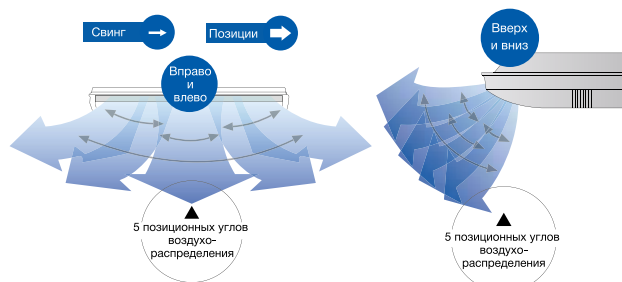 Свинг
Позиции
Вправо
и
влево
5 позиционных углов
воздухо-
распределения
Вверх
и вниз
5 позиционных углов
воздухо-
распределения